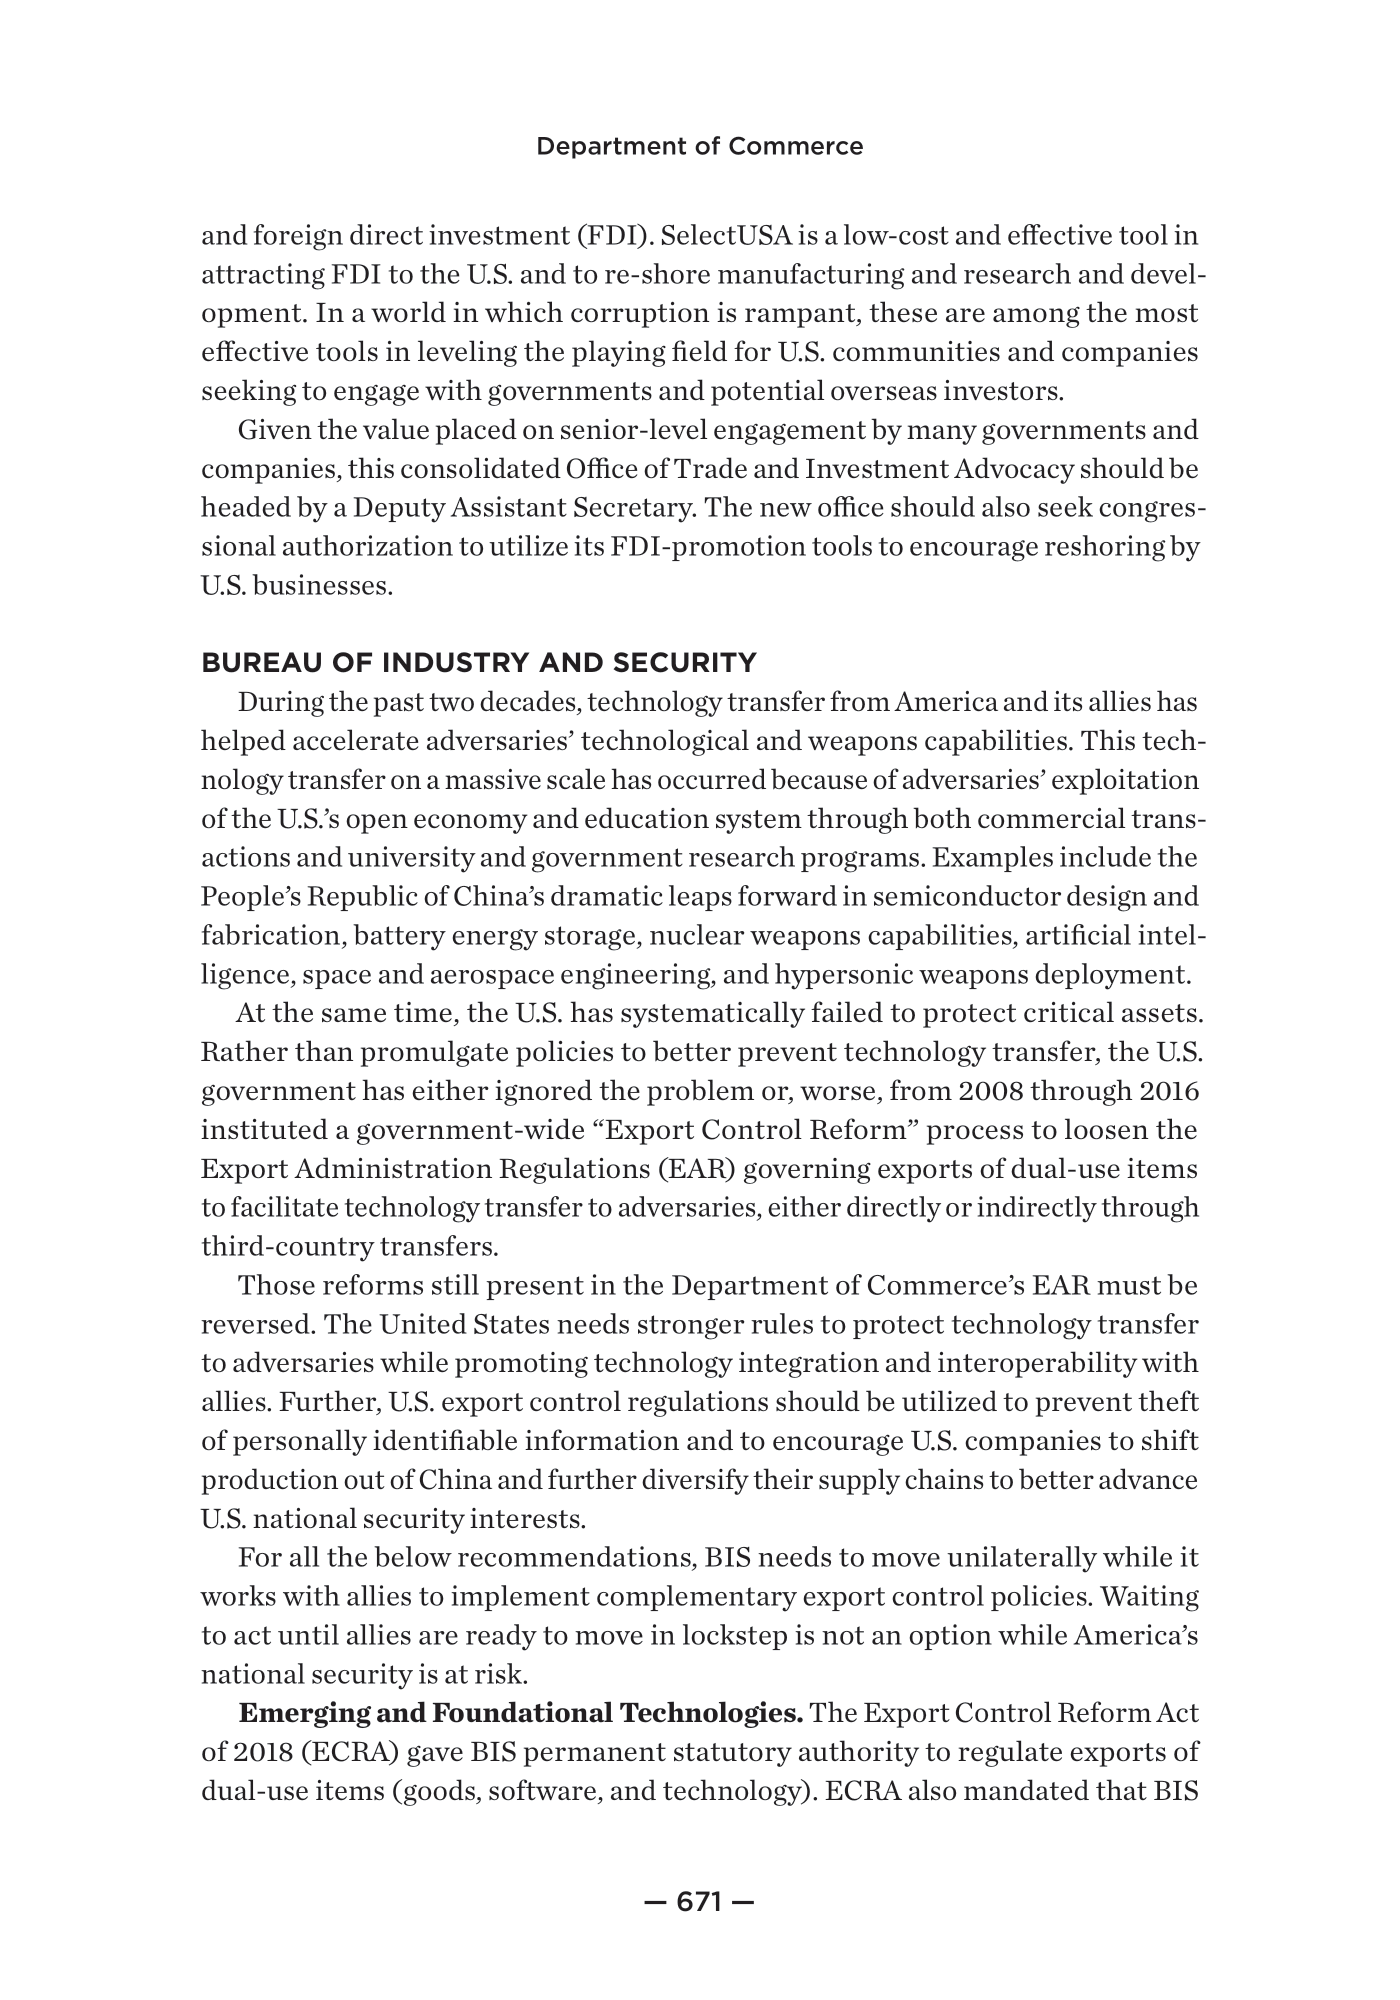 Department of Commerce
and foreign direct investment (FDI). SelectUSA is a low-cost and effective tool in
attracting FDI to the U.S. and to re-shore manufacturing and research and devel-
opment. In a world in which corruption is rampant, these are among the most
effective tools in leveling the playing field for U.S. communities and companies
seeking to engage with governments and potential overseas investors.
Given the value placed on senior-level engagement by many governments and
companies, this consolidated Office of Trade and Investment Advocacy should be
headed by a Deputy Assistant Secretary. The new office should also seek congres-
sional authorization to utilize its FDI-promotion tools to encourage reshoring by
U.S. businesses.
BUREAU OF INDUSTRY AND SECURITY
During the past two decades, technology transfer from America and its allies has
helped accelerate adversaries’ technological and weapons capabilities. This tech-
nology transfer on a massive scale has occurred because of adversaries’ exploitation
of the U.S.’s open economy and education system through both commercial trans-
actions and university and government research programs. Examples include the
People’s Republic of China’s dramatic leaps forward in semiconductor design and
fabrication, battery energy storage, nuclear weapons capabilities, artificial intel-
ligence, space and aerospace engineering, and hypersonic weapons deployment.
At the same time, the U.S. has systematically failed to protect critical assets.
Rather than promulgate policies to better prevent technology transfer, the U.S.
government has either ignored the problem or, worse, from 2008 through 2016
instituted a government-wide “Export Control Reform” process to loosen the
Export Administration Regulations (EAR) governing exports of dual-use items
to facilitate technology transfer to adversaries, either directly or indirectly through
third-country transfers.
Those reforms still present in the Department of Commerce’s EAR must be
reversed. The United States needs stronger rules to protect technology transfer
to adversaries while promoting technology integration and interoperability with
allies. Further, U.S. export control regulations should be utilized to prevent theft
of personally identifiable information and to encourage U.S. companies to shift
production out of China and further diversify their supply chains to better advance
U.S. national security interests.
For all the below recommendations, BIS needs to move unilaterally while it
works with allies to implement complementary export control policies. Waiting
to act until allies are ready to move in lockstep is not an option while America’s
national security is at risk.
Emerging and Foundational Technologies. The Export Control Reform Act
of 2018 (ECRA) gave BIS permanent statutory authority to regulate exports of
dual-use items (goods, software, and technology). ECRA also mandated that BIS
— 671 —